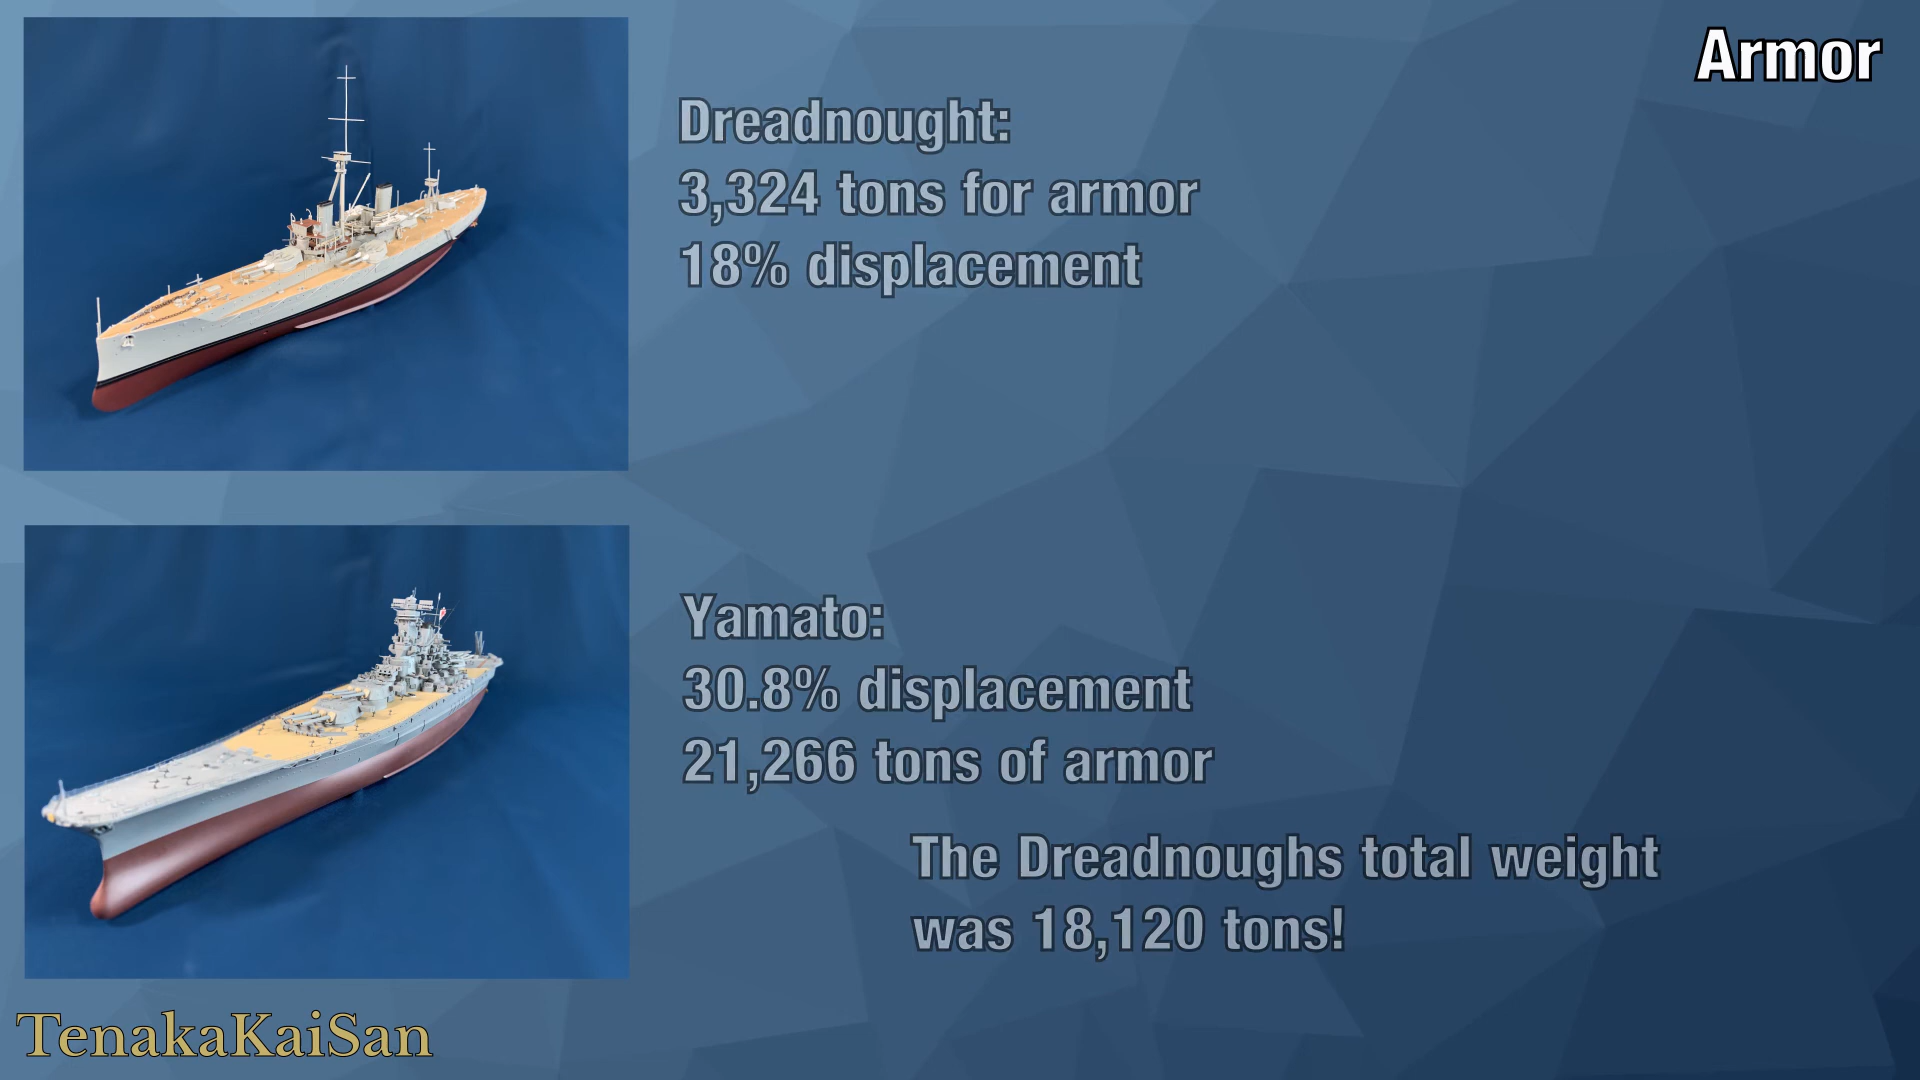 Armor
Dreadnought:
3,324 tons for armor
18% displacement
Yamato:
30.8% displacement
21,266 tons of armor
The Dreadnoughs total weight
was 18,120 tons!
TenakaKaiSan